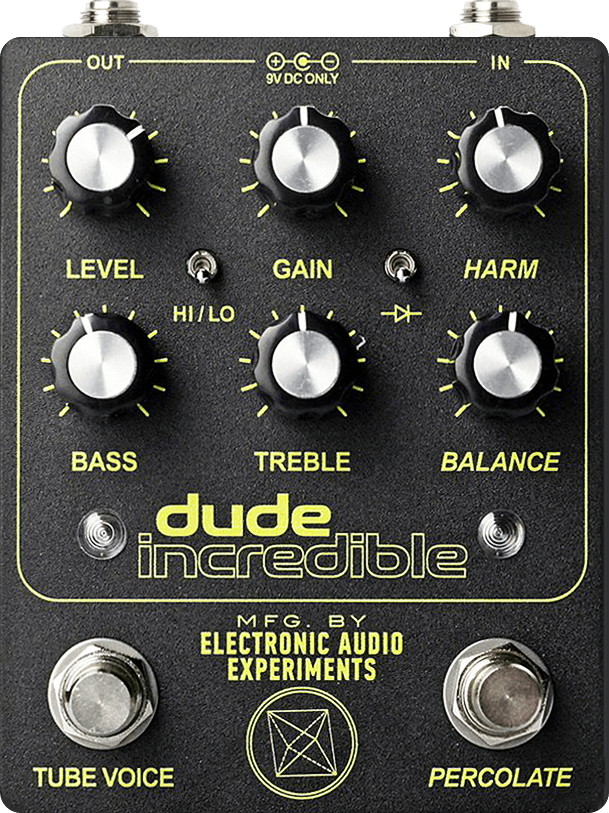 OUT
9V DC ONLY
IN
LEVEL
GAIN
HARM
HI / LO
BASS
TREBLE
BALANCE
dude
incredible
MFG. BY
ELECTRONIC AUDIO
EXPERIMENTS
TUBE VOICE
PERCOLATE